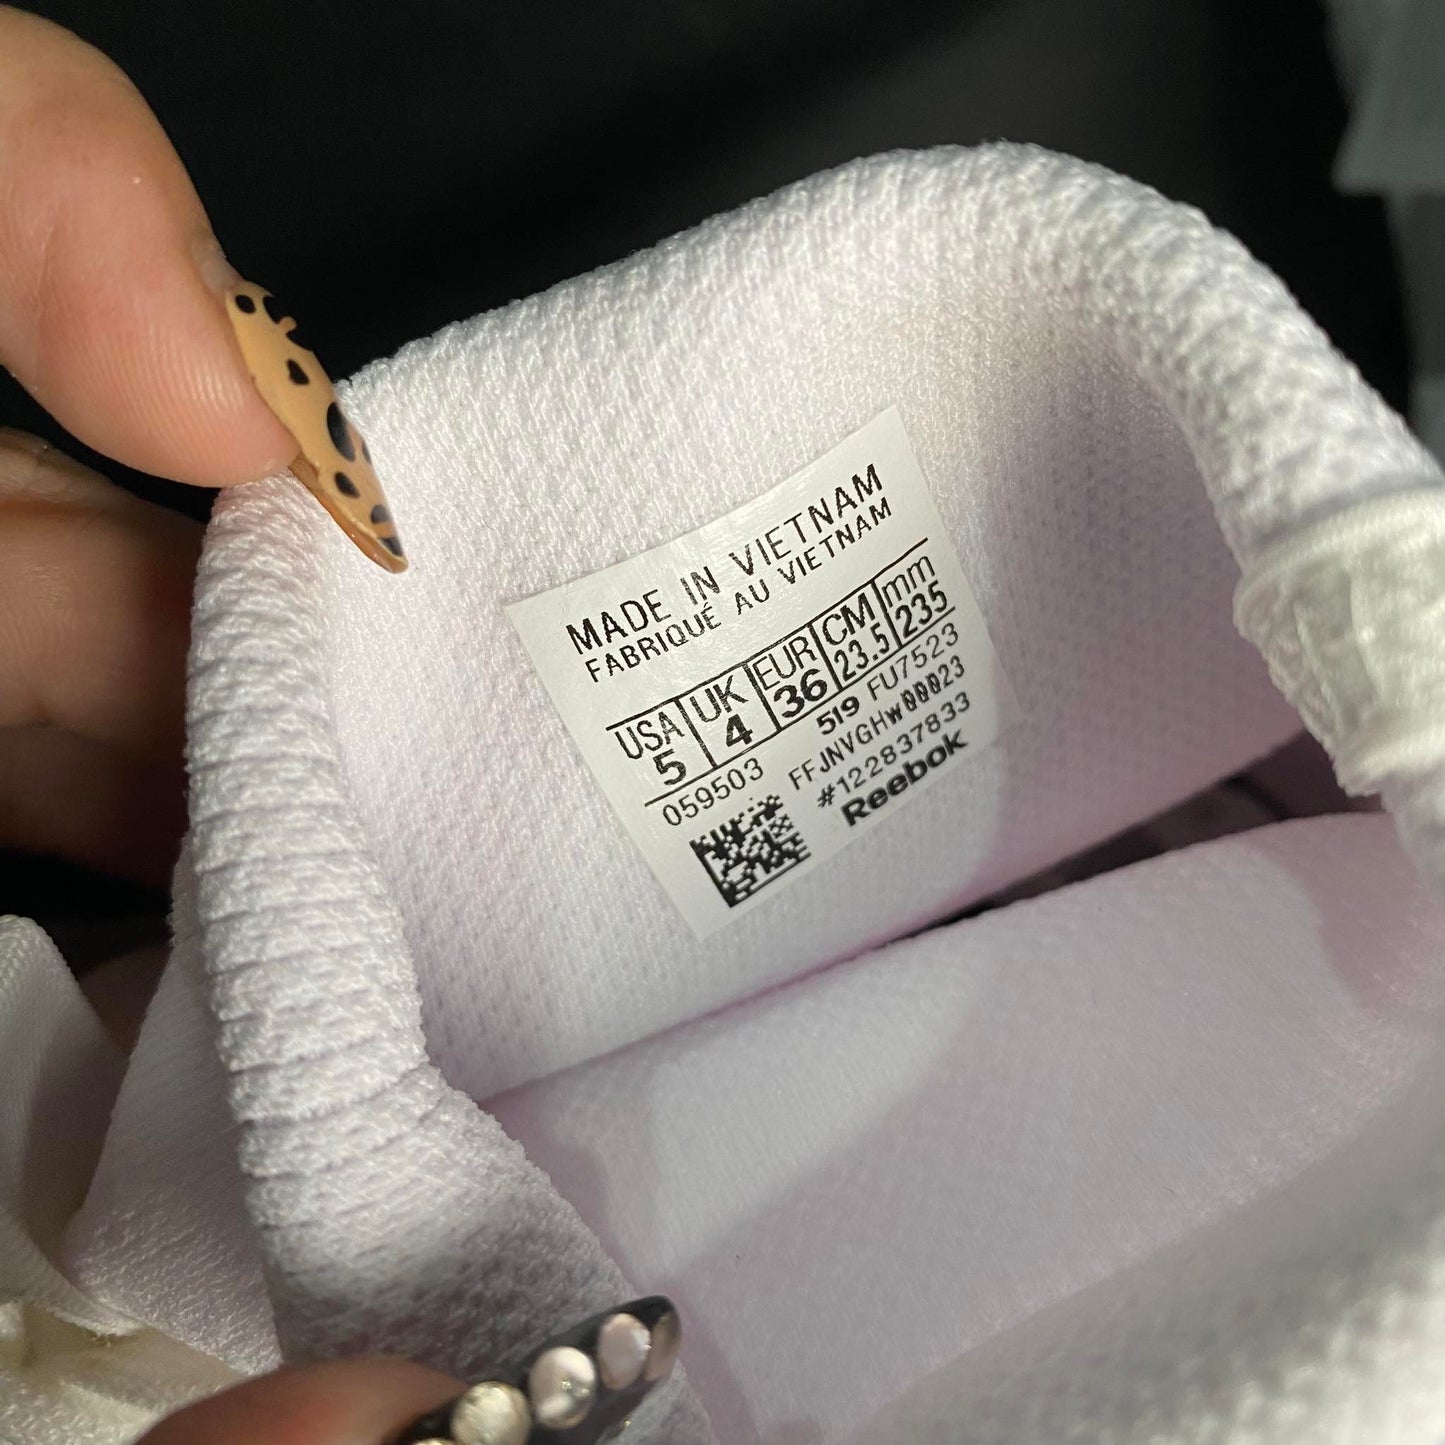 MADE IN VIETNAM
FABRIQUÉ AU VIETNAM
USA UK EUR CM mm
5 4 36 23.5 235
059503 519 FU7523
FFJNVGHW00023
#122837833
Reebok